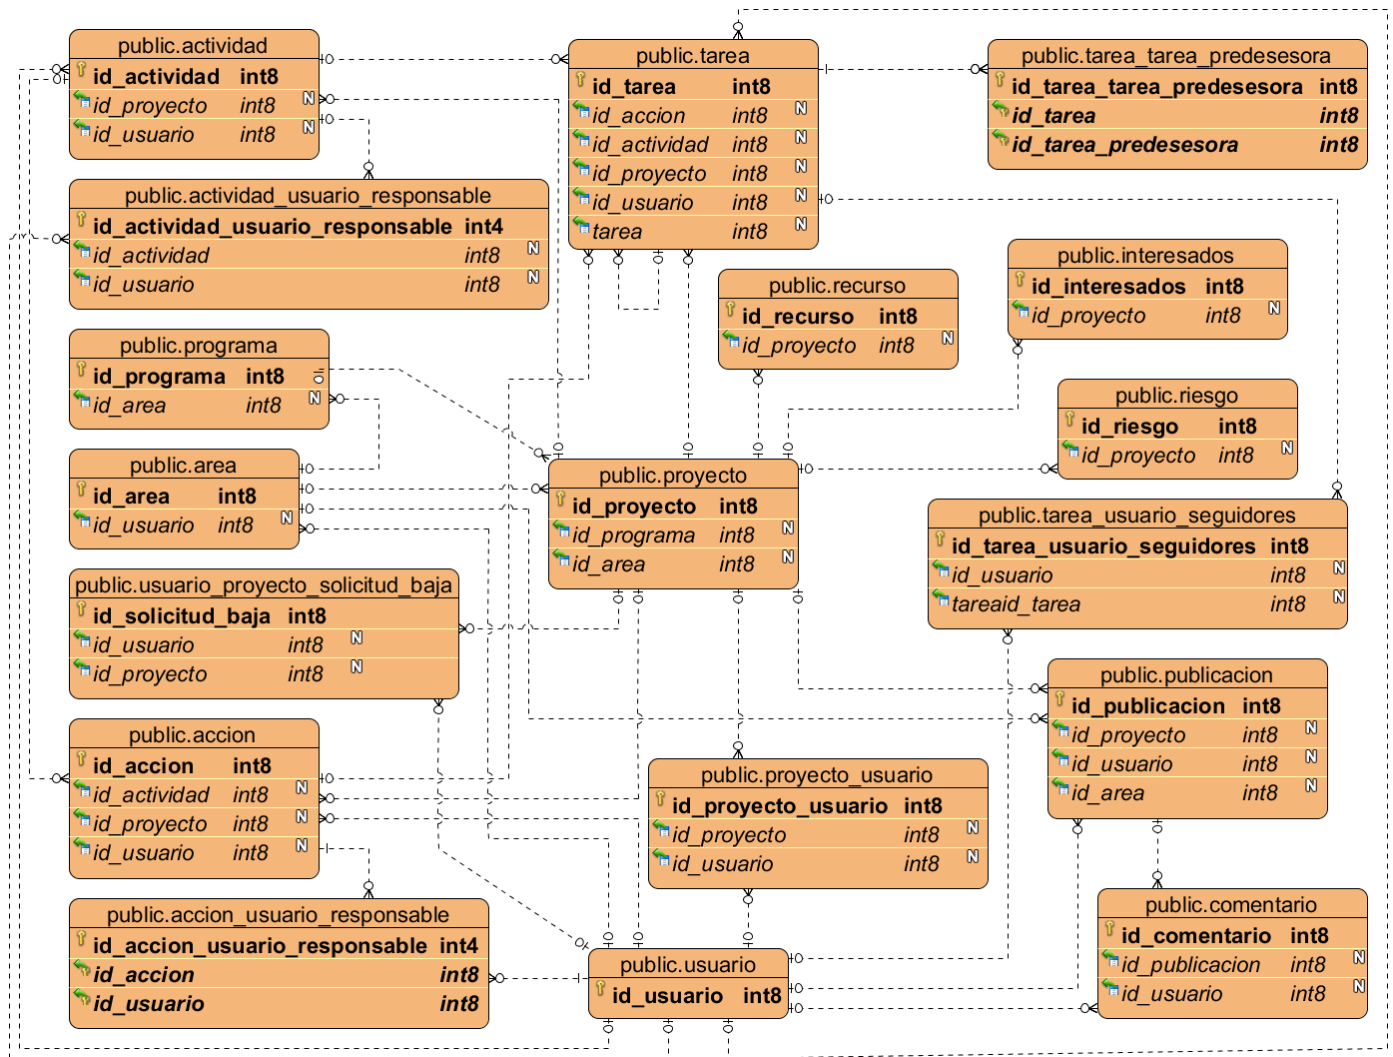 public.actividad
id_actividad int8
id_proyecto int8 N
id_usuario int8 N
public.tarea
id_tarea int8
id_accion int8 N
id_actividad int8 N
id_proyecto int8 N
id_usuario int8 N
tarea int8 N
public.tarea_tarea_predesesora
id_tarea_tarea_predesesora int8
id_tarea int8
id_tarea_predesesora int8
public.actividad_usuario_responsable
id_actividad_usuario_responsable int4
id_actividad int8 N
id_usuario int8 N
public.recurso
id_recurso int8
id_proyecto int8 N
public.interesados
id_interesados int8
id_proyecto int8 N
public.programa
id_programa int8
id_area int8 N
public.riesgo
id_riesgo int8
id_proyecto int8 N
public.area
id_area int8
id_usuario int8 N
public.proyecto
id_proyecto int8
id_programa int8 N
id_area int8 N
public.tarea_usuario_seguidores
id_tarea_usuario_seguidores int8
id_usuario int8 N
tareaid_tarea int8 N
public.usuario_proyecto_solicitud_baja
id_solicitud_baja int8
id_usuario int8 N
id_proyecto int8 N
public.publicacion
id_publicacion int8
id_proyecto int8 N
id_usuario int8 N
id_area int8 N
public.accion
id_accion int8
id_actividad int8 N
id_proyecto int8 N
id_usuario int8 N
public.proyecto_usuario
id_proyecto_usuario int8
id_proyecto int8 N
id_usuario int8 N
public.accion_usuario_responsable
id_accion_usuario_responsable int4
id_accion int8
id_usuario int8
public.usuario
id_usuario int8
public.comentario
id_comentario int8
id_publicacion int8 N
id_usuario int8 N